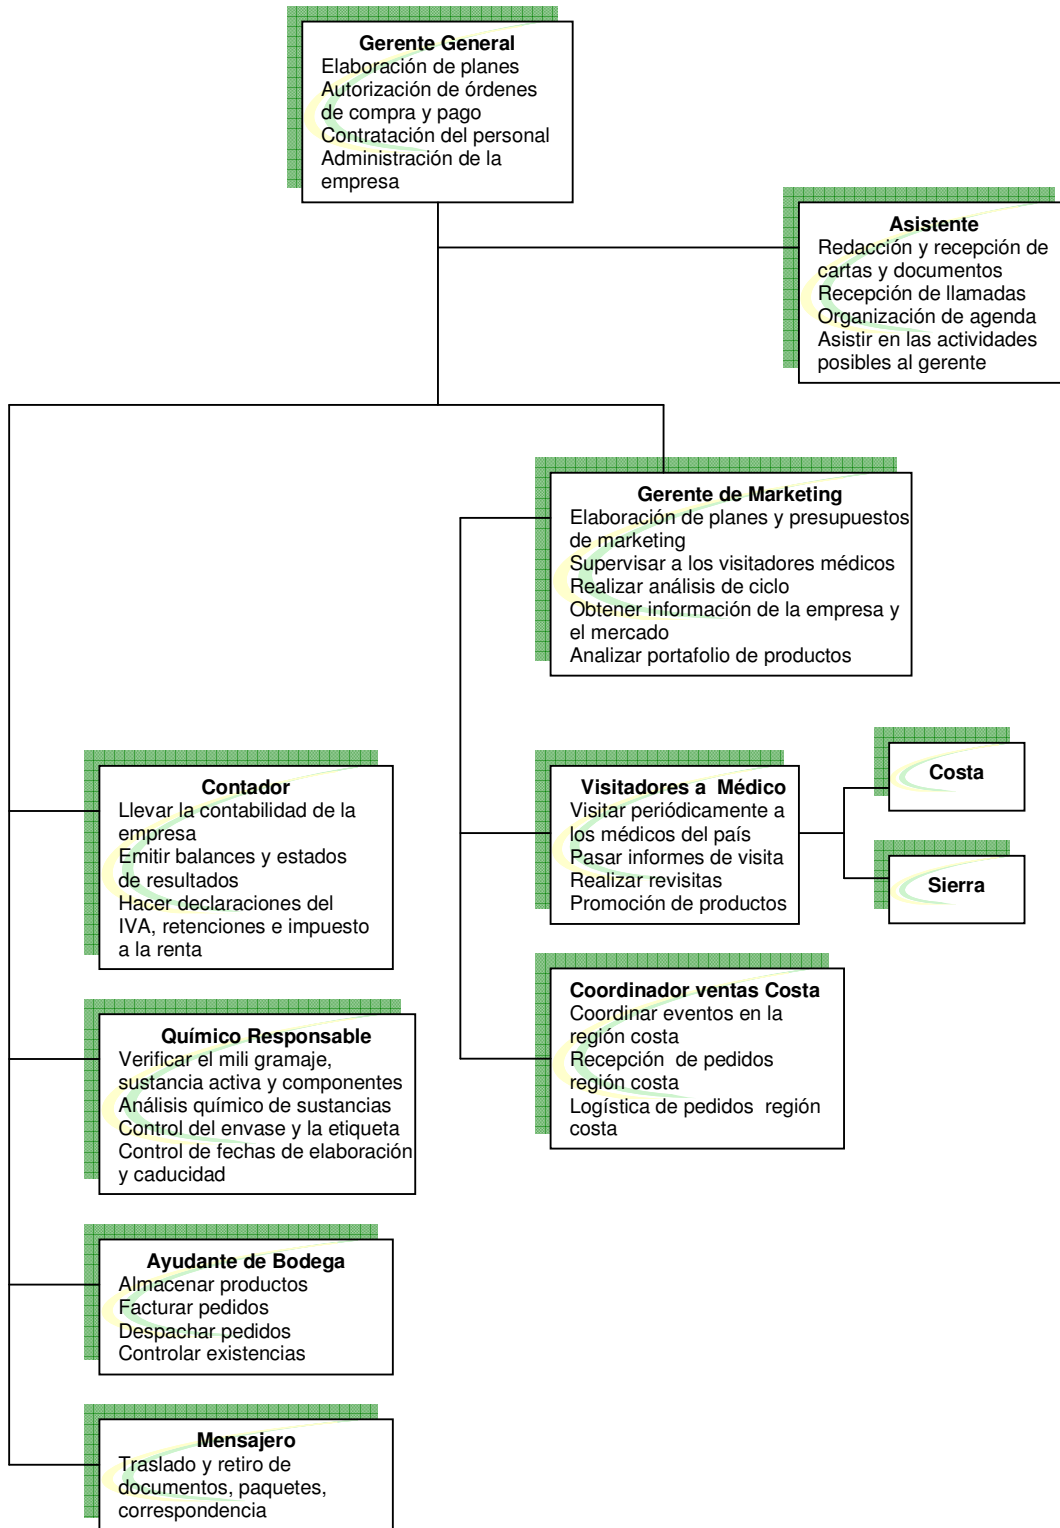 Gerente General
Elaboración de planes
Autorización de órdenes
de compra y pago
Contratación del personal
Administración de la
empresa
Asistente
Redacción y recepción de
cartas y documentos
Recepción de llamadas
Organización de agenda
Asistir en las actividades
posibles al gerente
Gerente de Marketing
Elaboración de planes y presupuestos
de marketing
Supervisar a los visitadores médicos
Realizar análisis de ciclo
Obtener información de la empresa y
el mercado
Analizar portafolio de productos
Contador
Llevar la contabilidad de la
empresa
Emitir balances y estados
de resultados
Hacer declaraciones del
IVA, retenciones e impuesto
a la renta
Visitadores a  Médico
Visitar periódicamente a
los médicos del país
Pasar informes de visita
Realizar revisitas
Promoción de productos
Costa
Sierra
Coordinador ventas Costa
Coordinar eventos en la
región costa
Recepción  de pedidos
región costa
Logística de pedidos  región
costa
Químico Responsable
Verificar el mili gramaje,
sustancia activa y componentes
Análisis químico de sustancias
Control del envase y la etiqueta
Control de fechas de elaboración
y caducidad
Ayudante de Bodega
Almacenar productos
Facturar pedidos
Despachar pedidos
Controlar existencias
Mensajero
Traslado y retiro de
documentos, paquetes,
correspondencia